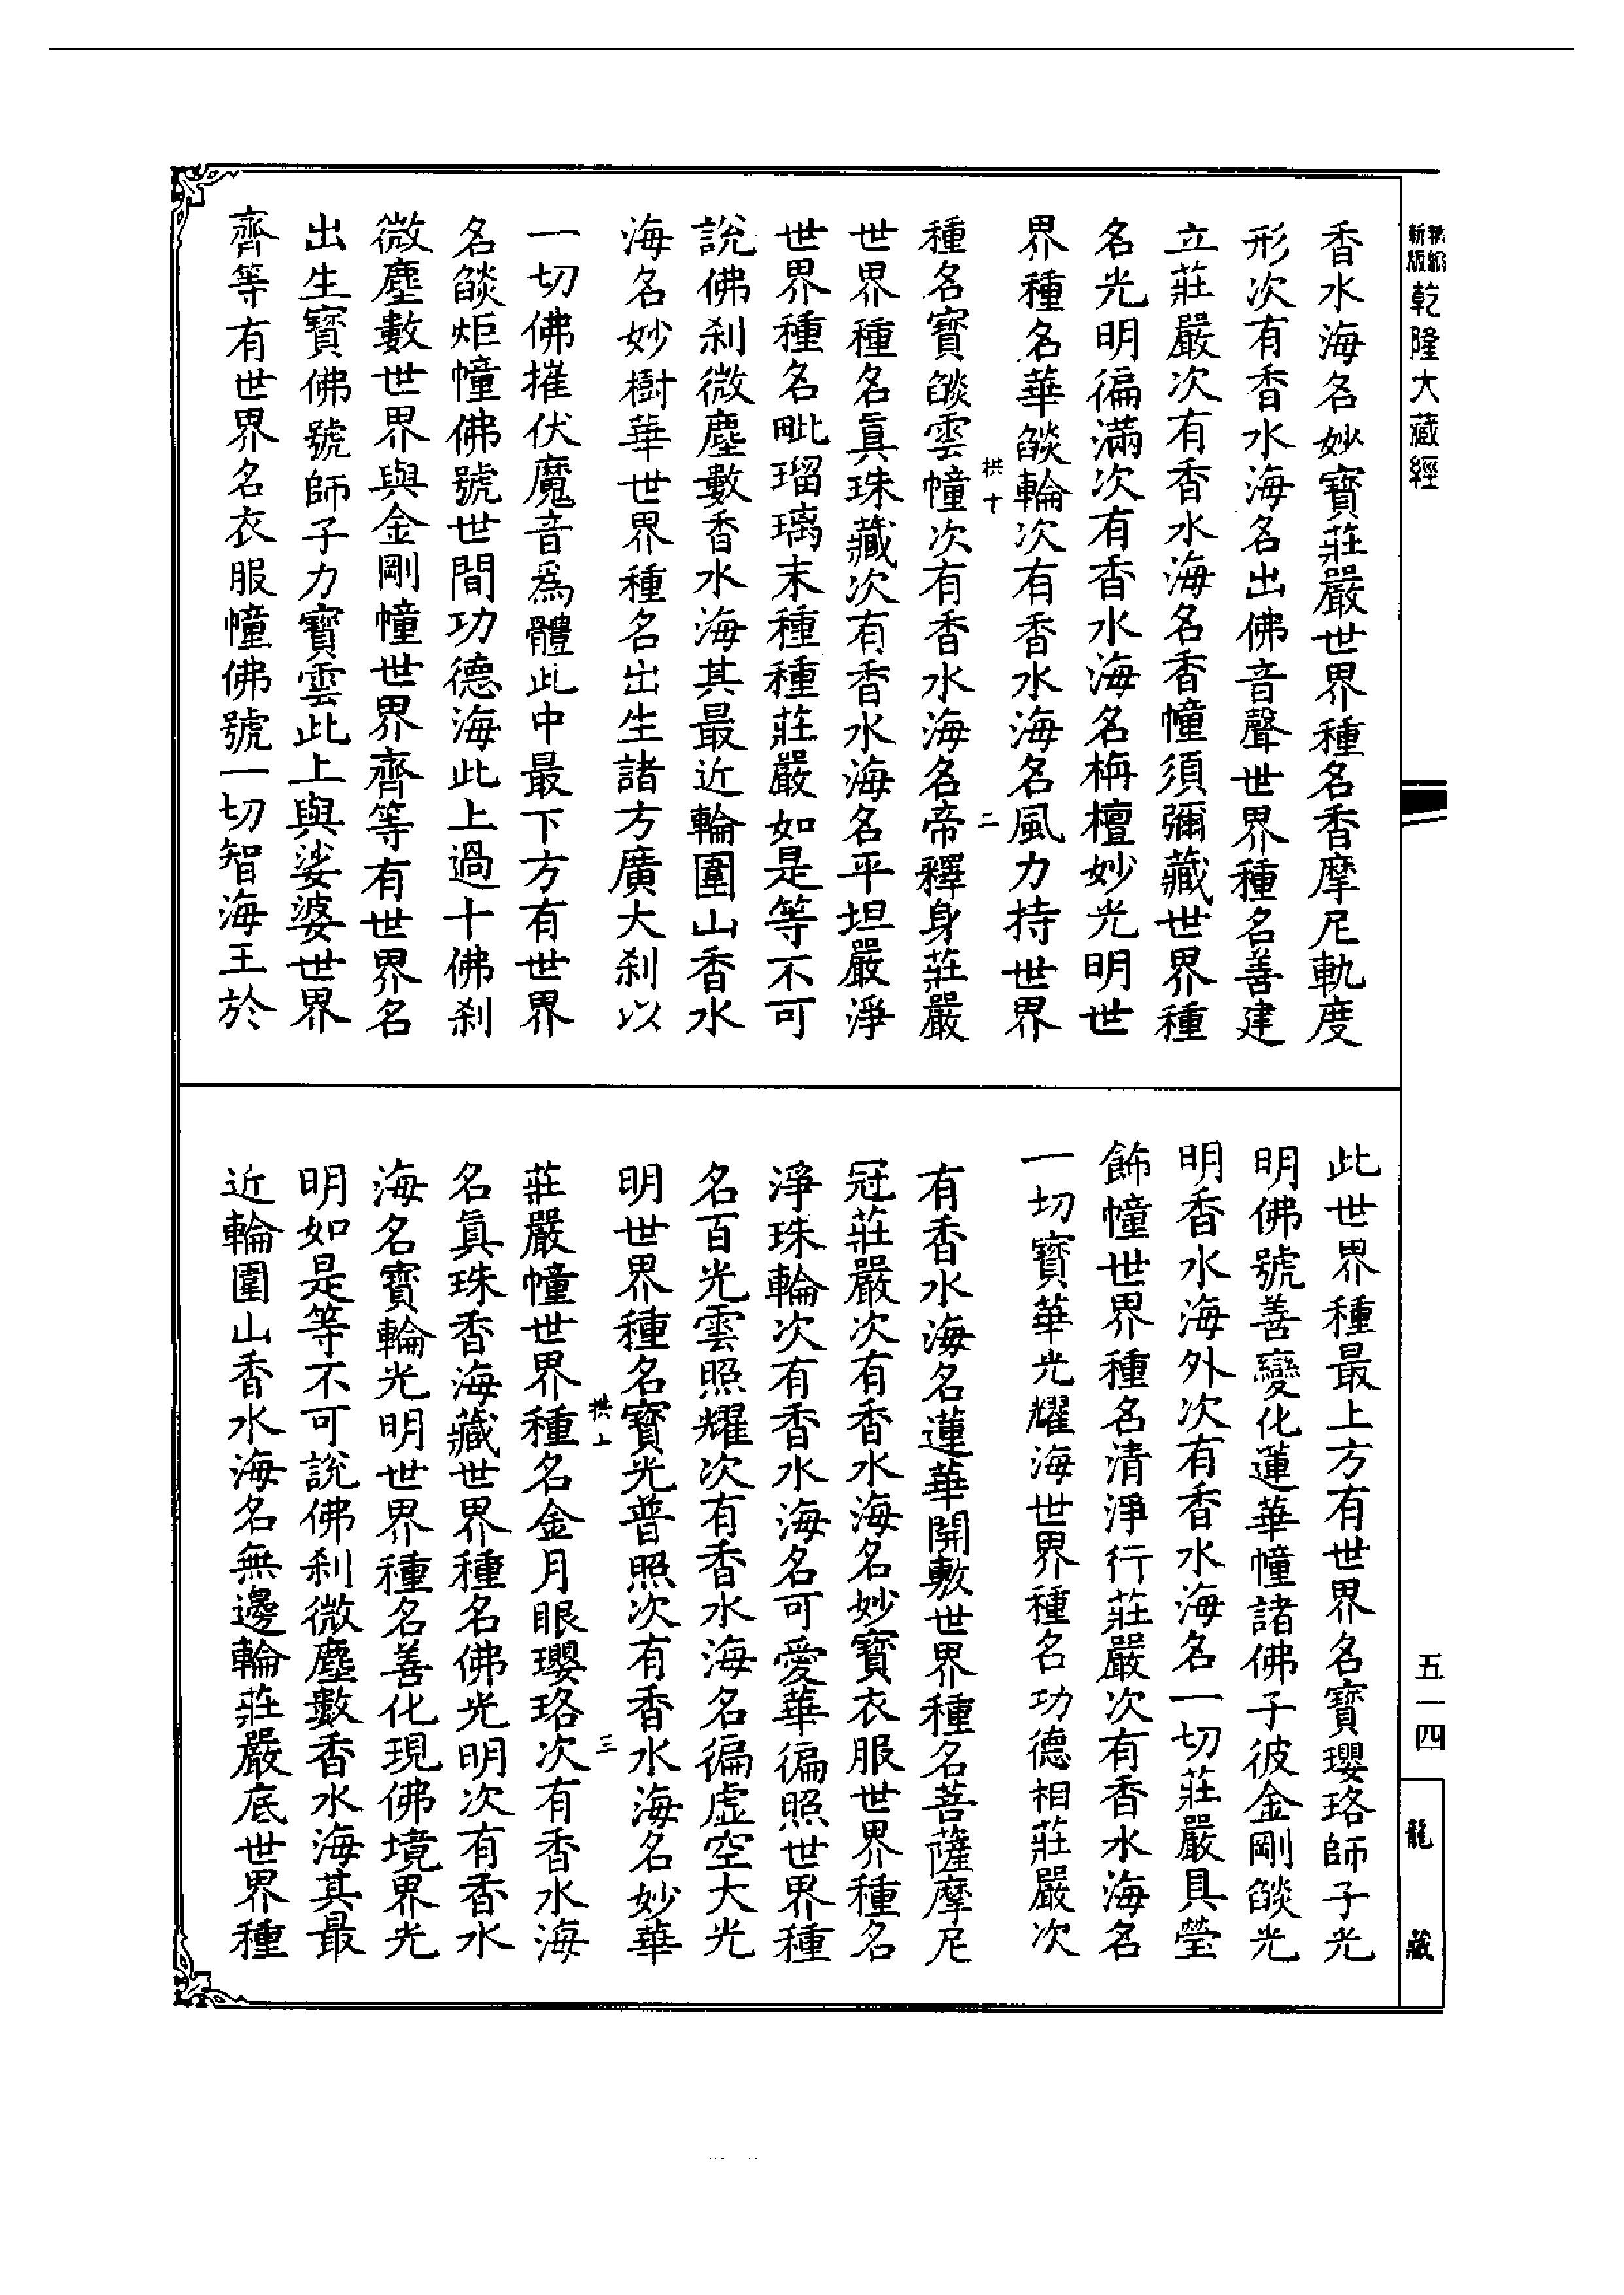 新編
新版
乾隆大藏經
五一四
龍藏
香水海名妙寶莊嚴世界種名香摩尼軌度
形次有香水海名出佛音聲世界種名善建
立莊嚴次有香水海名香幢須彌藏世界種
名光明徧滿次有香水海名栴檀妙光明世
界種名華𦦨輪次有香水海名風力持世界
拱十
二
種名寶𦦨雲幢次有香水海名帝釋身莊嚴
世界種名真珠藏次有香水海名平坦嚴淨
世界種名毗瑠璃末種種莊嚴如是等不可
說佛剎微塵數香水海其最近輪圍山香水
海名妙樹華世界種名出生諸方廣大剎以
一切佛摧伏魔音為體此中最下方有世界
名𦦨炬幢佛號世間功德海此上過十佛剎
微塵數世界與金剛幢世界齊等有世界名
出生寶佛號師子力寶雲此上與娑婆世界
齊等有世界名衣服幢佛號一切智海王於
此世界種最上方有世界名寶瓔珞師子光
明佛號善變化蓮華幢諸佛子彼金剛𦦨光
明香水海外次有香水海名一切莊嚴具瑩
飾幢世界種名清淨行莊嚴次有香水海名
一切寶華光耀海世界種名功德相莊嚴次
有香水海名蓮華開敷世界種名菩薩摩尼
冠莊嚴次有香水海名妙寶衣服世界種名
淨珠輪次有香水海名可愛華徧照世界種
名百光雲照耀次有香水海名徧虛空大光
明世界種名寶光普照次有香水海名妙華
拱上
三
莊嚴幢世界種名金月眼瓔珞次有香水海
名真珠香海藏世界種名佛光明次有香水
海名寶輪光明世界種名善化現佛境界光
明如是等不可說佛剎微塵數香水海其最
近輪圍山香水海名無邊輪莊嚴底世界種